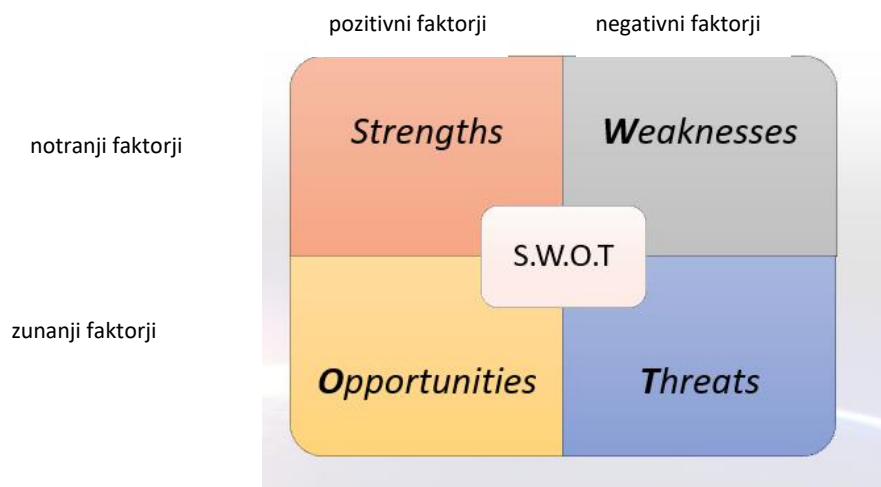 pozitivni faktorji negativni faktorji
notranji faktorji
Strengths Weaknesses
S.W.O.T
zunanji faktorji
Opportunities Threats